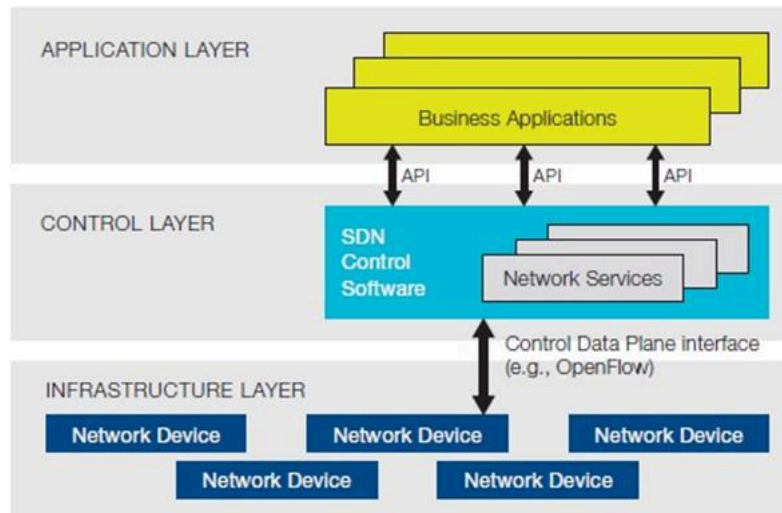 APPLICATION LAYER
Business Applications
API
API
API
CONTROL LAYER
SDN
Control
Software
Network Services
Control Data Plane interface
(e.g., OpenFlow)
INFRASTRUCTURE LAYER
Network Device
Network Device
Network Device
Network Device
Network Device